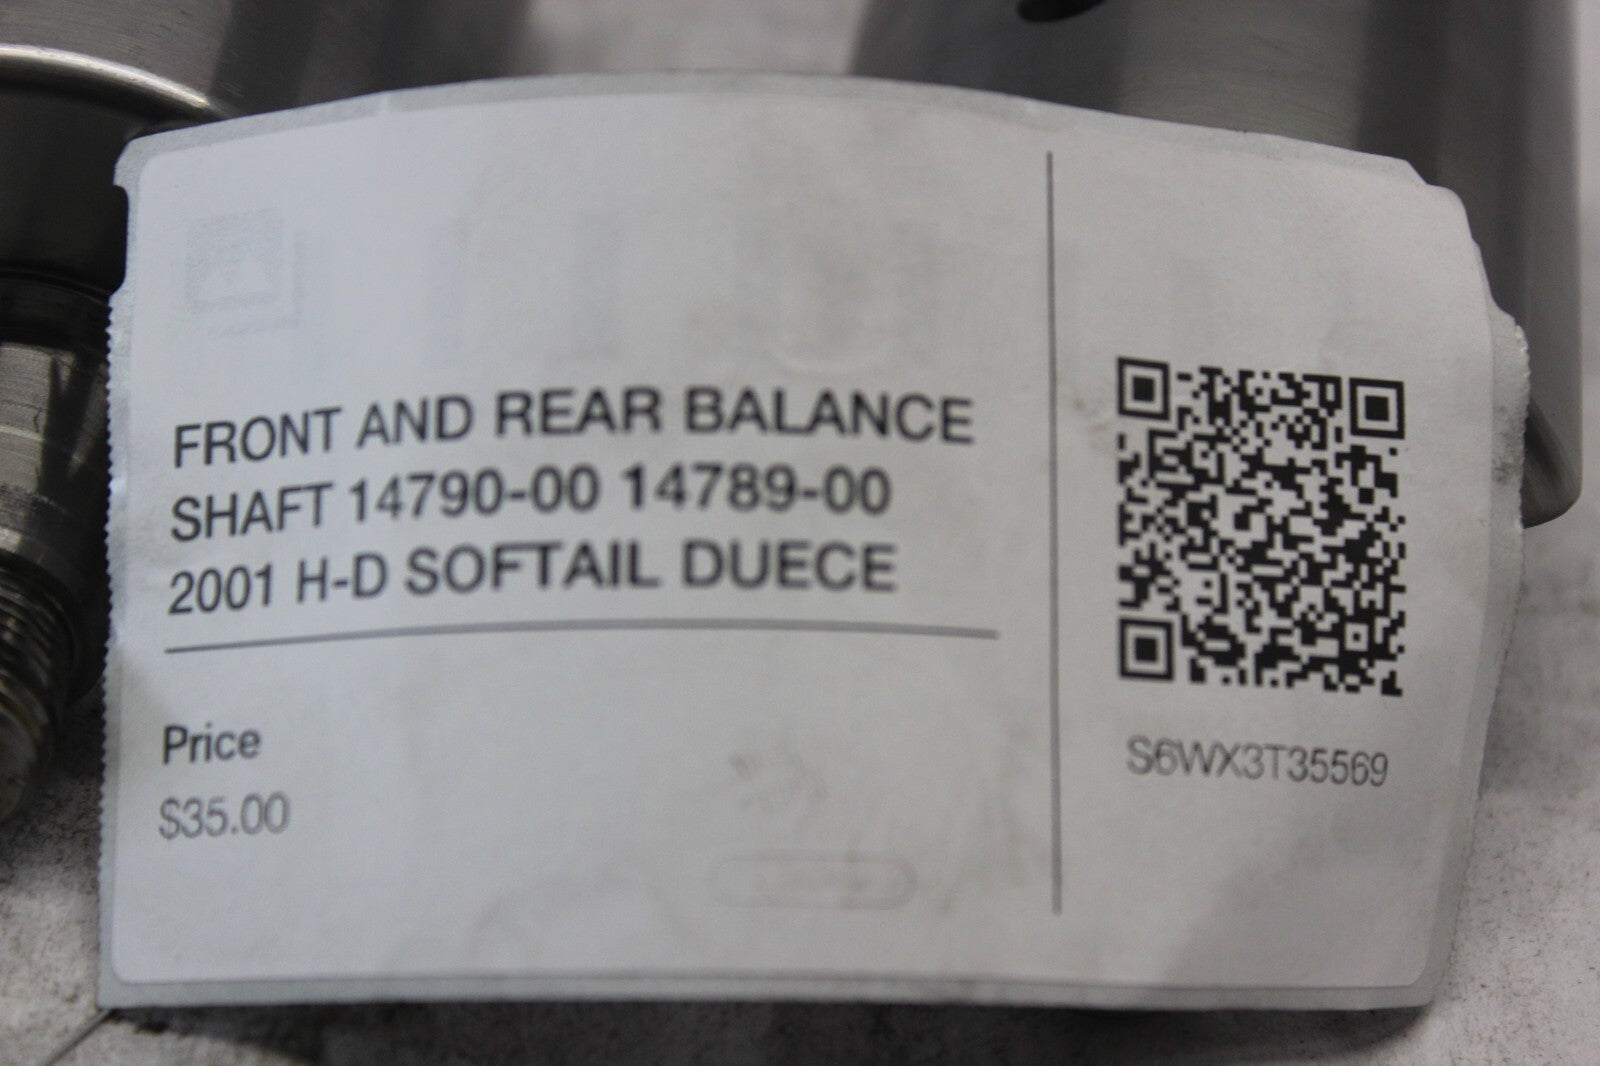 FRONT AND REAR BALANCE
SHAFT 14790-00 14789-00
2001 H-D SOFTAIL DUECE
Price
$35.00
S6WX3T35569